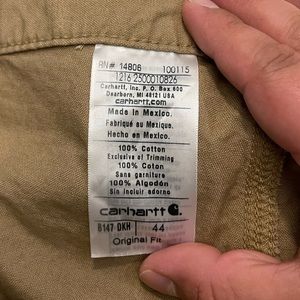 RN# 14806 100115
1216 2500010826
Carhartt, Inc. P.O. Box 600
Dearborn, MI 48121 USA
carhartt.com
Made in Mexico.
Fabriqué au Mexique.
Hecho en Mexico.
100% Cotton
Exclusive of Trimming
100% Coton
Sans garniture
100% Algodón
Sin incluir adorno
carhartt
B147 DKH 44
Original Fit